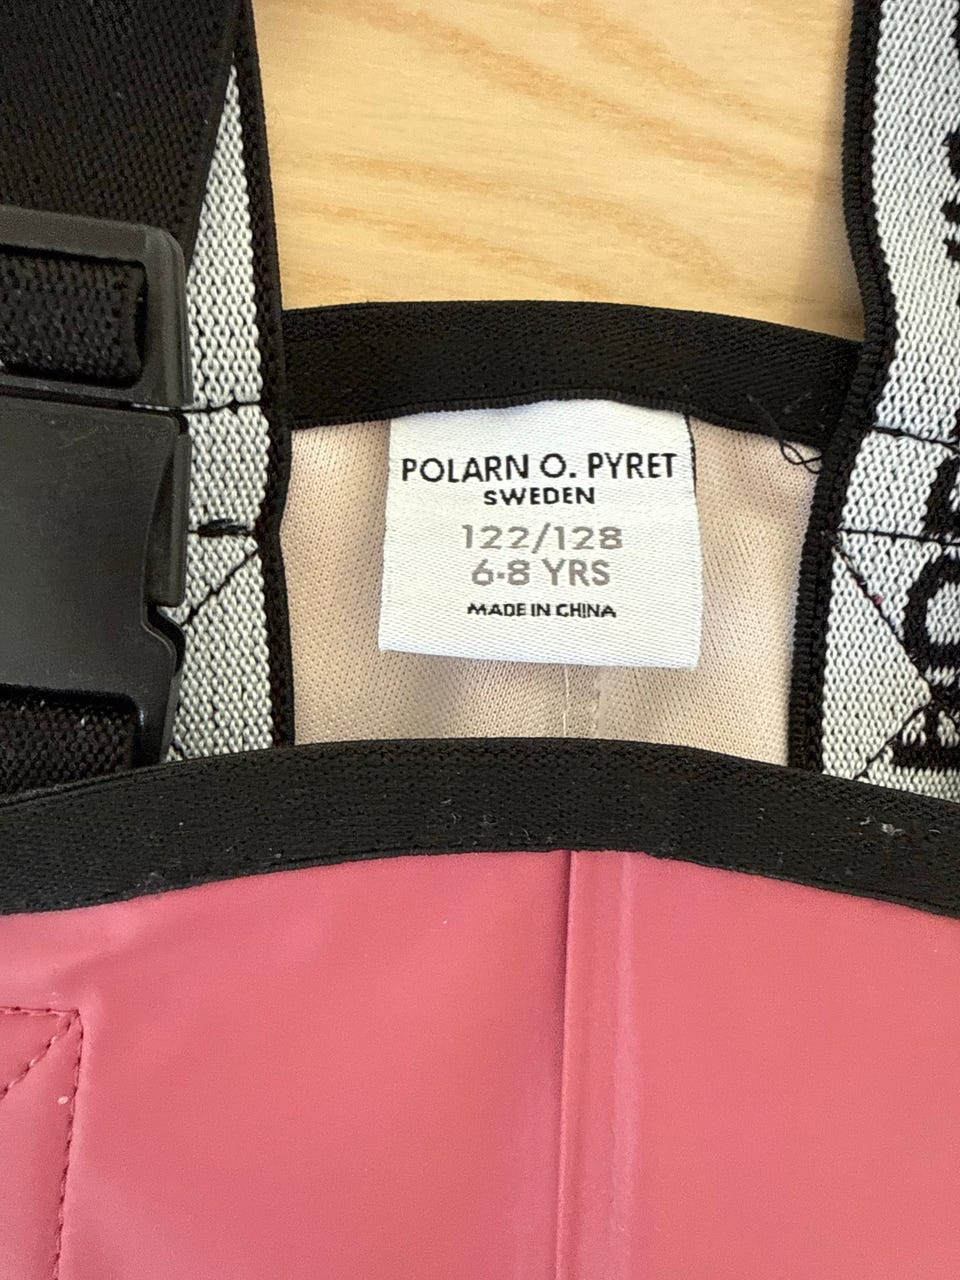 POLARN O. PYRET
SWEDEN
122/128
6-8 YRS
MADE IN CHINA